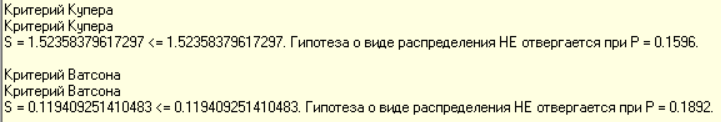 Критерий Купера
Критерий Купера
S = 1.52358379617297 <= 1.52358379617297. Гипотеза о виде распределения НЕ отвергается при P = 0.1596.
Критерий Ватсона
Критерий Ватсона
S = 0.119409251410483 <= 0.119409251410483. Гипотеза о виде распределения НЕ отвергается при P = 0.1892.